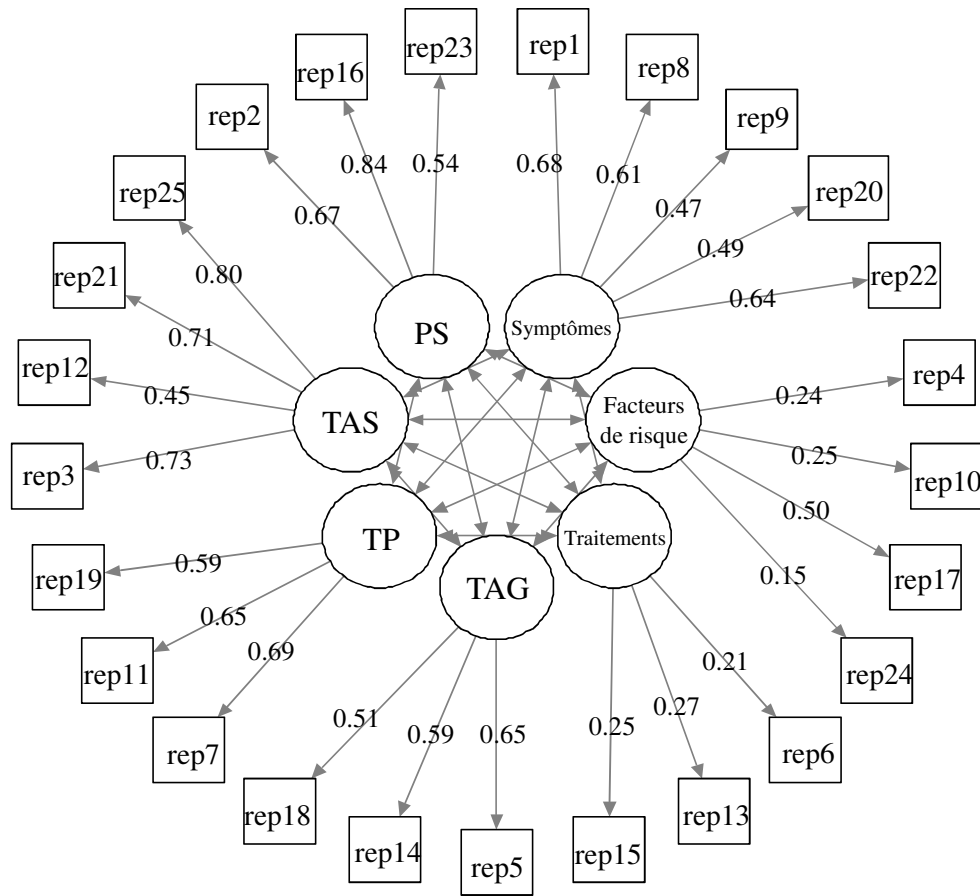 rep23
rep1
rep16
rep8
rep2
rep9
rep25
rep20
rep21
rep22
rep12
rep4
rep3
rep10
rep19
rep17
rep11
rep24
rep7
rep6
rep18
rep13
rep14
rep5
rep15
0.84
0.54
0.68
0.61
0.67
0.47
0.49
0.80
0.64
0.71
0.45
0.24
0.73
0.25
0.50
0.59
0.15
0.65
0.69
0.21
0.51
0.59
0.65
0.25
0.27
PS
Symptômes
TAS
Facteurs
de risque
TP
Traitements
TAG